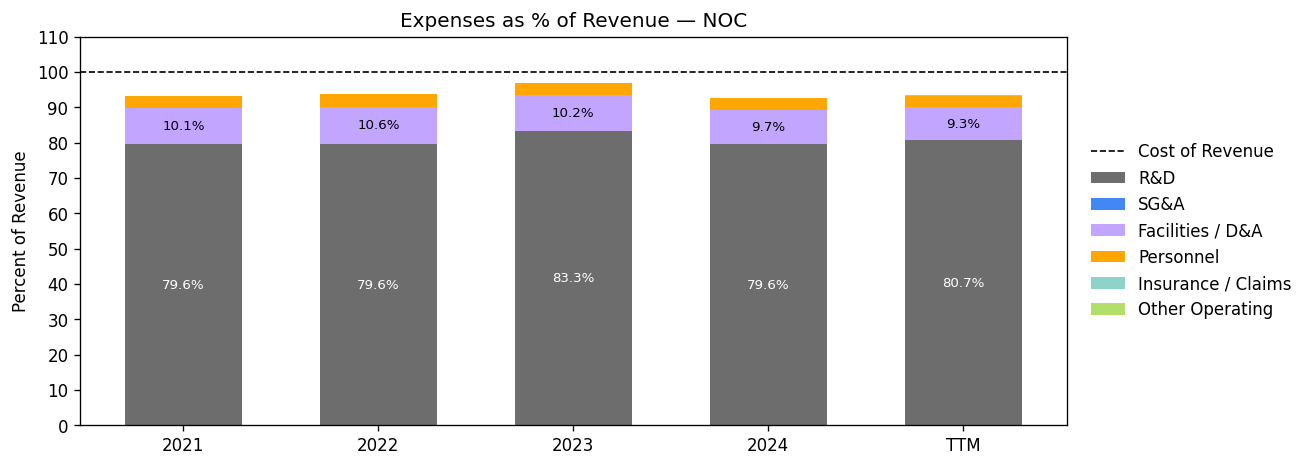 Expenses as % of Revenue — NOC
Percent of Revenue
110
100
90
80
70
60
50
40
30
20
10
0
10.1%
10.6%
10.2%
9.7%
9.3%
79.6%
79.6%
83.3%
79.6%
80.7%
2021
2022
2023
2024
TTM
Cost of Revenue
R&D
SG&A
Facilities / D&A
Personnel
Insurance / Claims
Other Operating